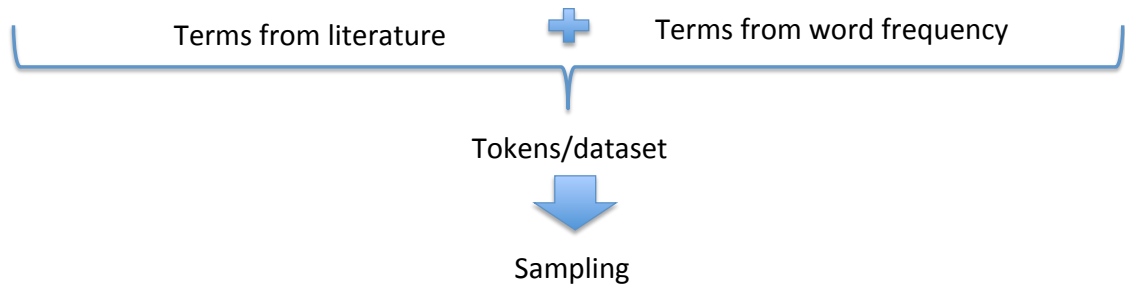 Terms from literature
Terms from word frequency
Tokens/dataset
Sampling